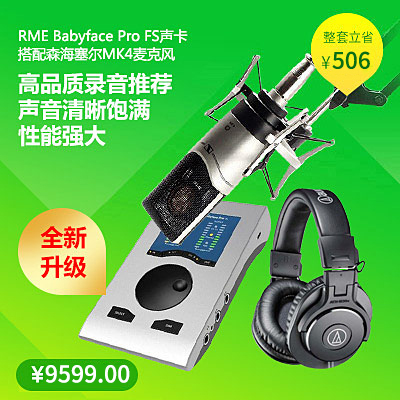 RME Babyface Pro FS声卡
搭配森海塞尔MK4麦克风
高品质录音推荐
声音清晰饱满
性能强大
整套立省
¥506
全新
升级
¥9599.00